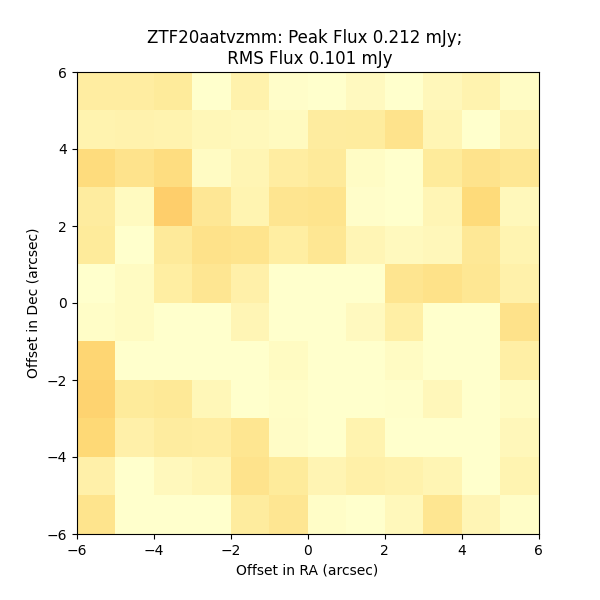 ZTF20aatvzmm: Peak Flux 0.212 mJy;
RMS Flux 0.101 mJy
6
4
2
0
−2
−4
−6
Offset in Dec (arcsec)
−6 −4 −2 0 2 4 6
Offset in RA (arcsec)